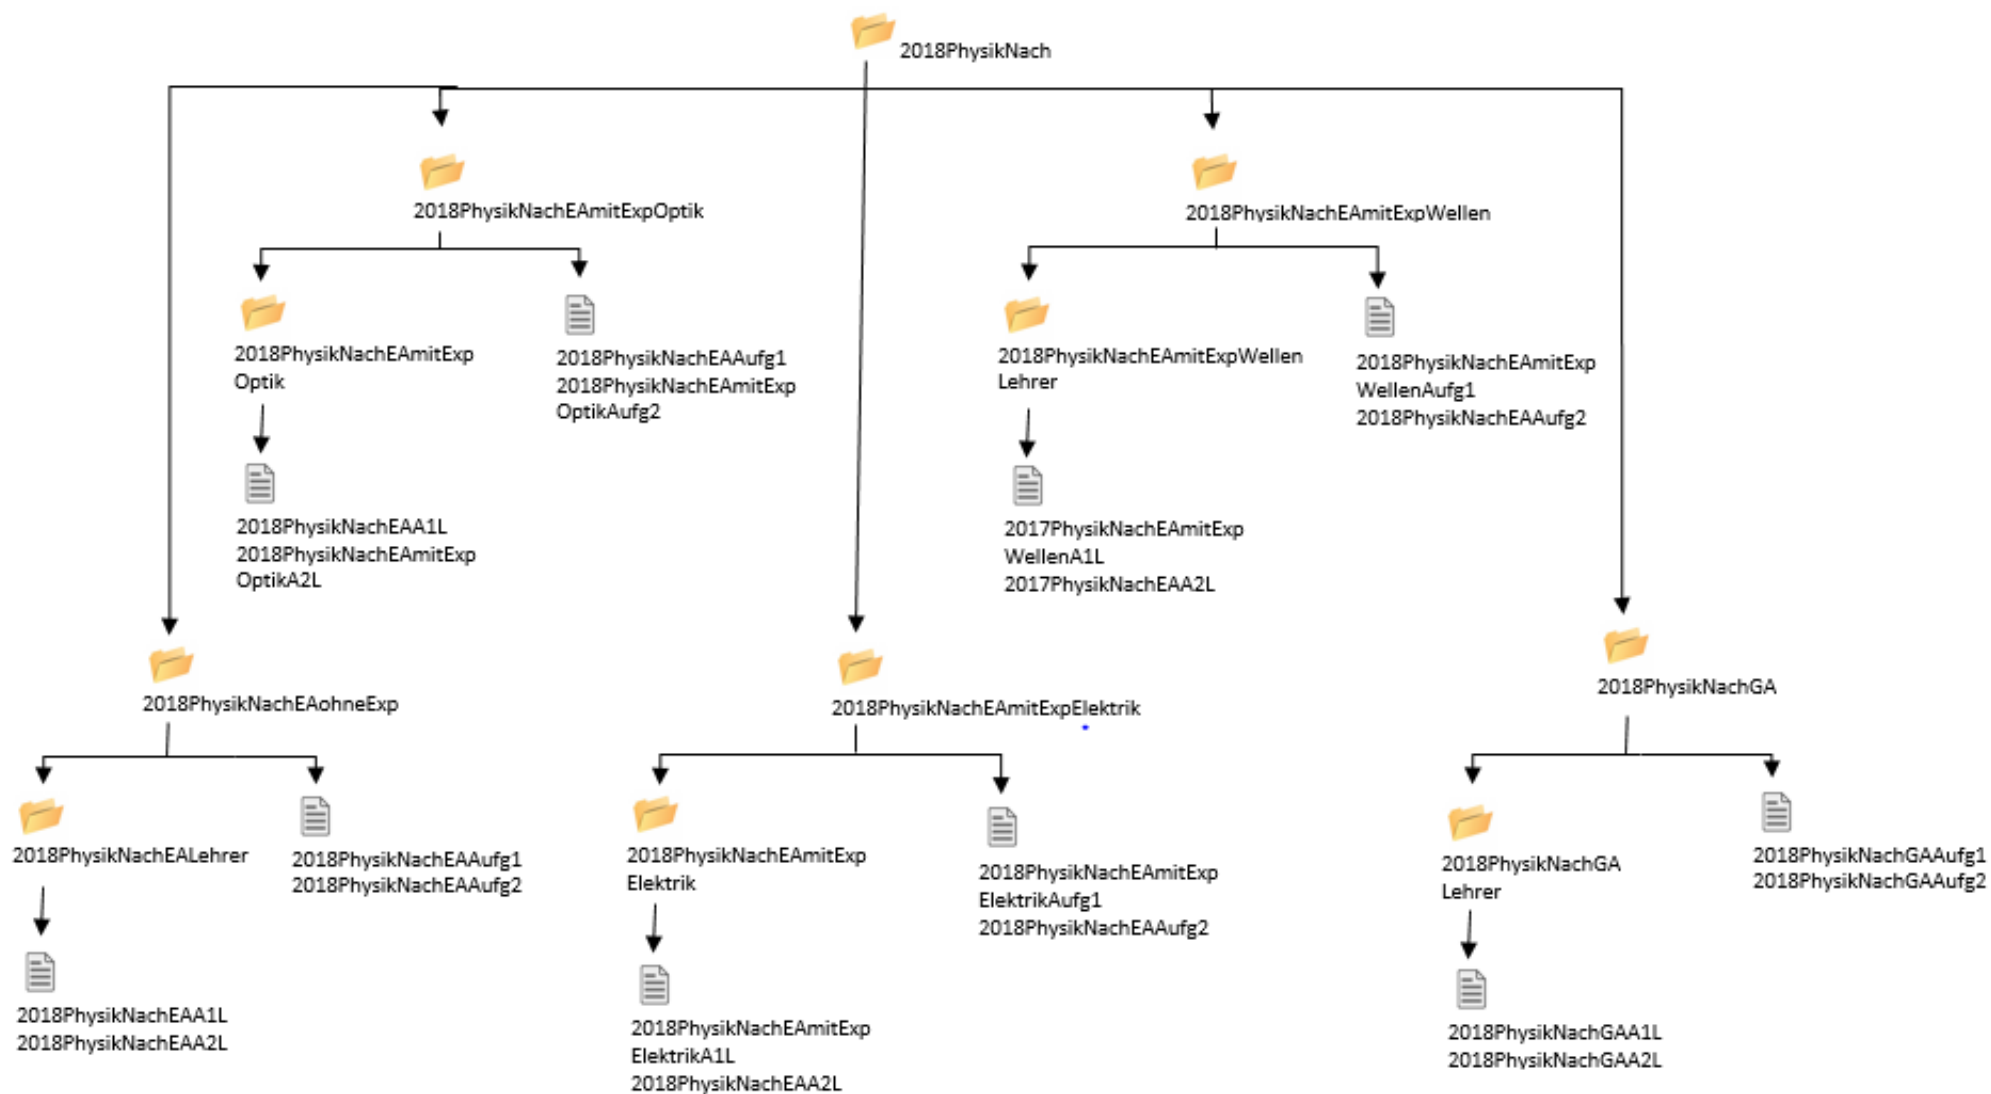 2018PhysikNach
2018PhysikNachEAmitExpOptik
2018PhysikNachEAmitExpWellen
2018PhysikNachEAmitExp
Optik
2018PhysikNachEAAufg1
2018PhysikNachEAmitExp
OptikAufg2
2018PhysikNachEAmitExpWellen
Lehrer
2018PhysikNachEAmitExp
WellenAufg1
2018PhysikNachEAAufg2
2018PhysikNachEAA1L
2018PhysikNachEAmitExp
OptikA2L
2017PhysikNachEAmitExp
WellenA1L
2017PhysikNachEAA2L
2018PhysikNachEAohneExp
2018PhysikNachEAmitExpElektrik
2018PhysikNachGA
2018PhysikNachEALehrer
2018PhysikNachEAAufg1
2018PhysikNachEAAufg2
2018PhysikNachEAmitExp
Elektrik
2018PhysikNachEAmitExp
ElektrikAufg1
2018PhysikNachEAAufg2
2018PhysikNachGA
Lehrer
2018PhysikNachGAAufg1
2018PhysikNachGAAufg2
2018PhysikNachEAA1L
2018PhysikNachEAA2L
2018PhysikNachEAmitExp
ElektrikA1L
2018PhysikNachEAA2L
2018PhysikNachGAA1L
2018PhysikNachGAA2L